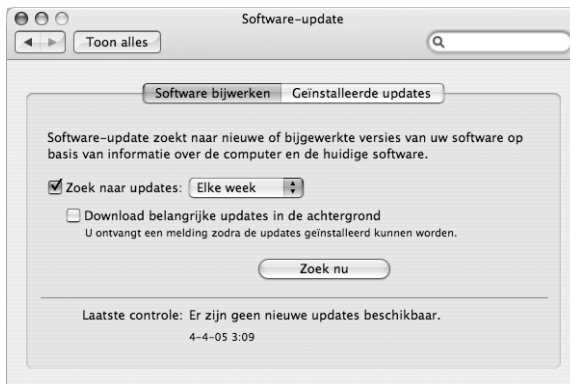 Software-update
Toon alles
Software bijwerken Geïnstalleerde updates
Software-update zoekt naar nieuwe of bijgewerkte versies van uw software op
basis van informatie over de computer en de huidige software.
Zoek naar updates: Elke week
Download belangrijke updates in de achtergrond
U ontvangt een melding zodra de updates geïnstalleerd kunnen worden.
Zoek nu
Laatste controle: Er zijn geen nieuwe updates beschikbaar.
4-4-05 3:09